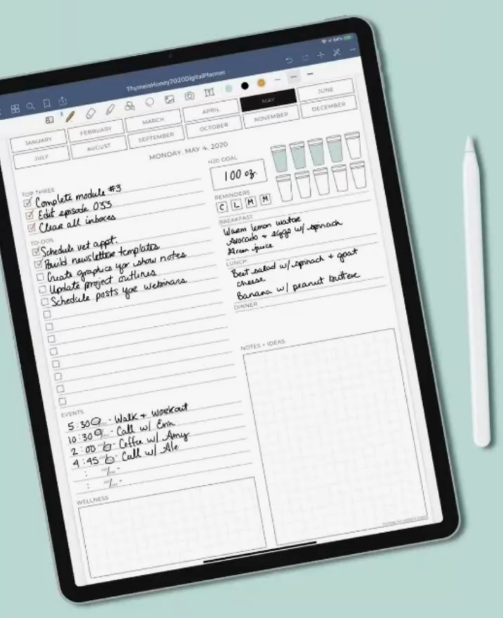 ThymeandHoney2020DigitalPlanner
JANUARY
FEBRUARY
MARCH
APRIL
MAY
JUNE
JULY
AUGUST
SEPTEMBER
OCTOBER
NOVEMBER
DECEMBER
MONDAY, MAY 4, 2020
TOP THREE
Complete module #3
Edit episode 033
Clear all inboxes
TO-DOS
Schedule vet appt.
Build newsletter templates
Create graphics for show notes
Update project outlines
Schedule posts for webinars
EVENTS
5:30 a - Walk + workout
10:30 a - Call w/ Erin
2:00 p - Coffee w/ Amy
4:45 p - Call w/ Ale
WELLNESS
H2O GOAL
100 oz
REMINDERS
C L M M
BREAKFAST
Warm lemon water
Avocado + eggs w/ spinach
Green juice
LUNCH
Beet salad w/ spinach + goat
cheese
Banana w/ peanut butter
DINNER
NOTES + IDEAS